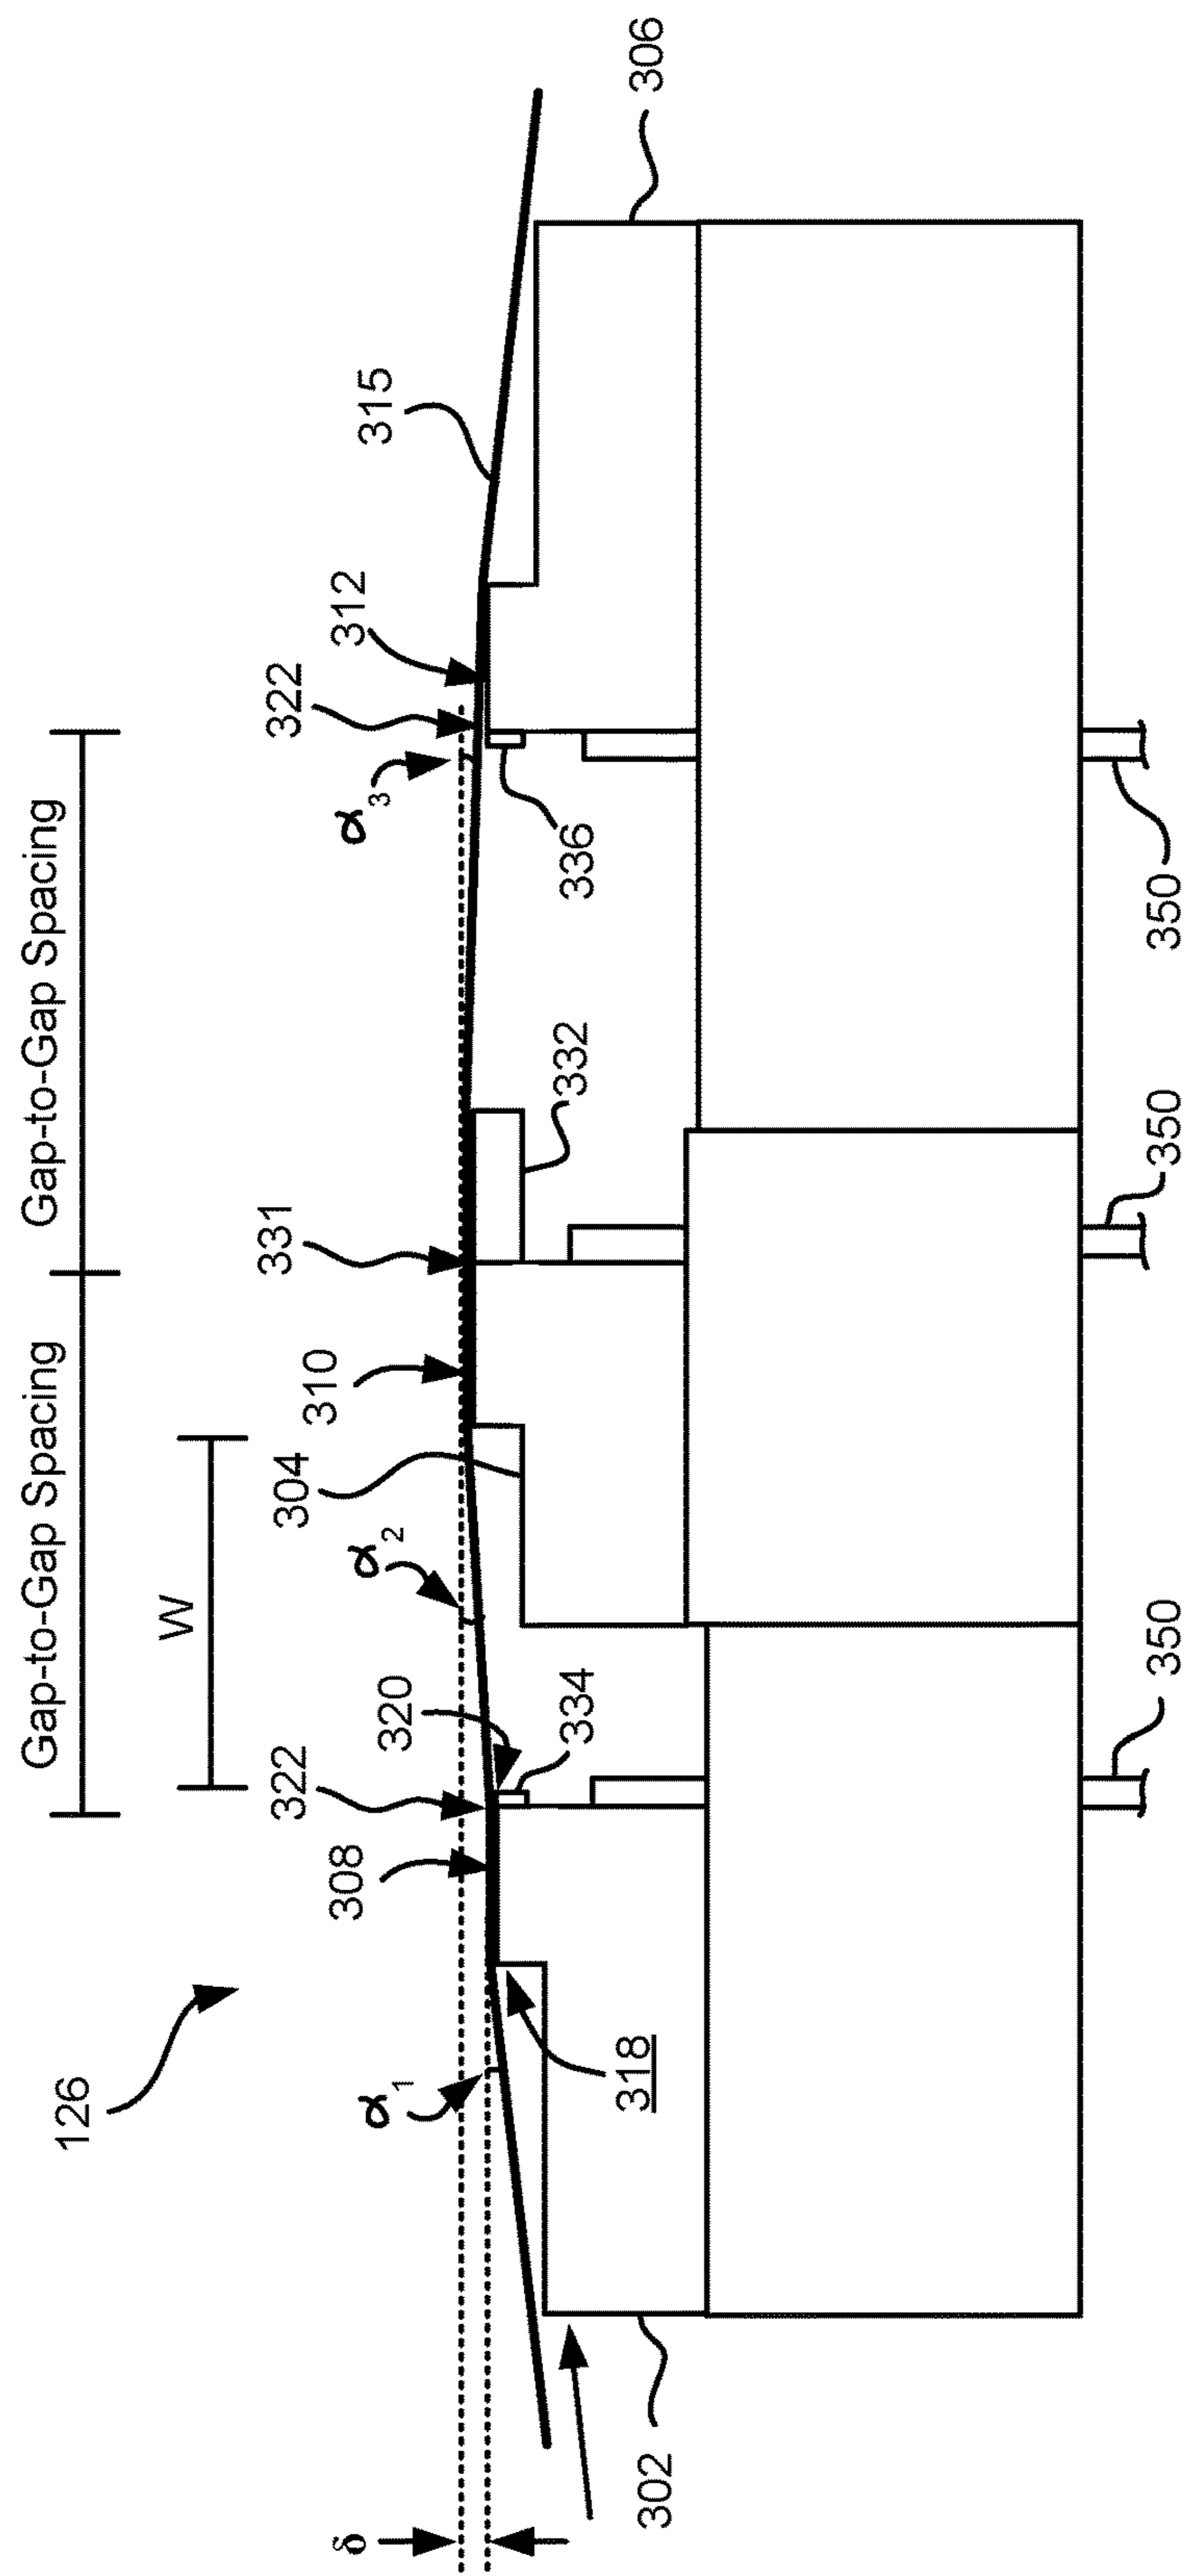 Gap-to-Gap Spacing
Gap-to-Gap Spacing
W
126
322
308
320
334
α2
304
310
331
332
322
312
α3
336
315
306
δ
α1
318
302
350
350
350